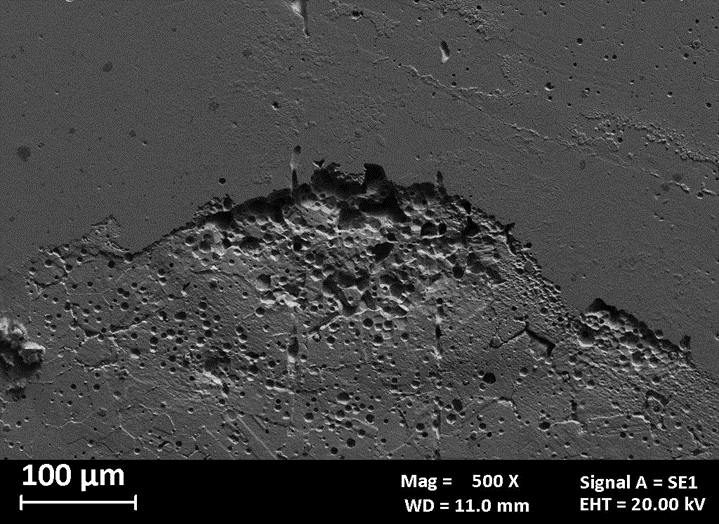 100 µm
Mag = 500 X
Signal A = SE1
WD = 11.0 mm
EHT = 20.00 kV